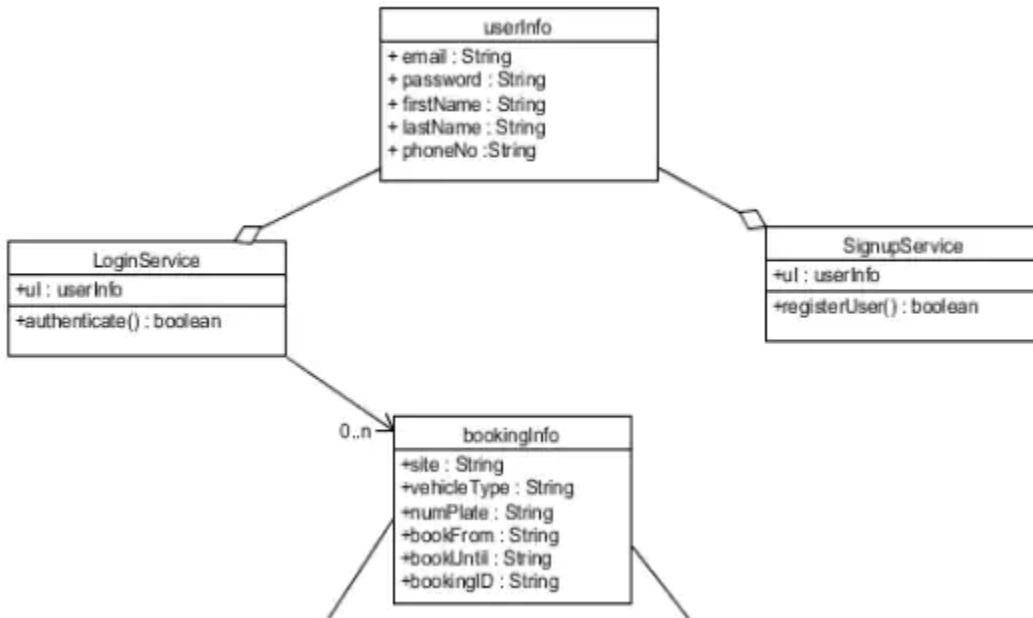 userInfo
+ email : String
+ password : String
+ firstName : String
+ lastName : String
+ phoneNo :String
LoginService
+uI : userInfo
+authenticate() : boolean
SignupService
+uI : userInfo
+registerUser() : boolean
0..n
bookingInfo
+site : String
+vehicleType : String
+numPlate : String
+bookFrom : String
+bookUntil : String
+bookingID : String